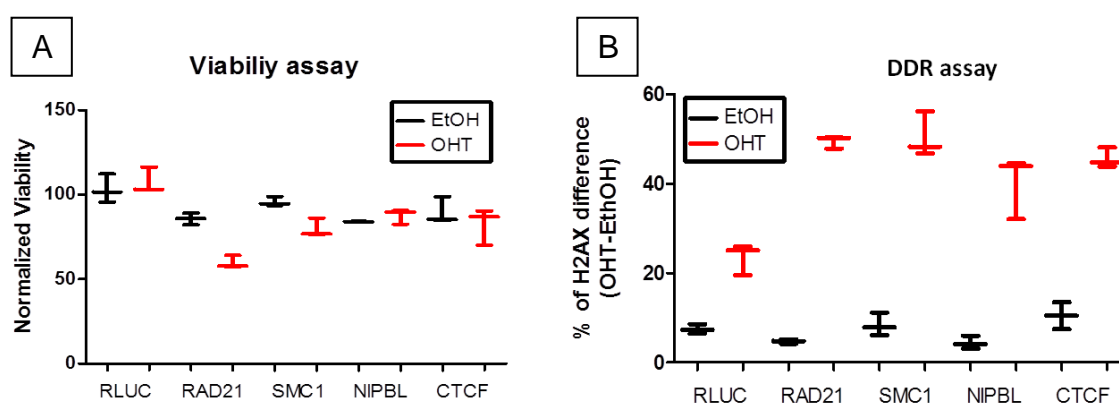 A
Viabiliy assay
Normalized Viability
150
100
50
0
EtOH
OHT
RLUC RAD21 SMC1 NIPBL CTCF
B
DDR assay
% of H2AX difference
(OHT-EthOH)
60
40
20
0
EtOH
OHT
RLUC RAD21 SMC1 NIPBL CTCF